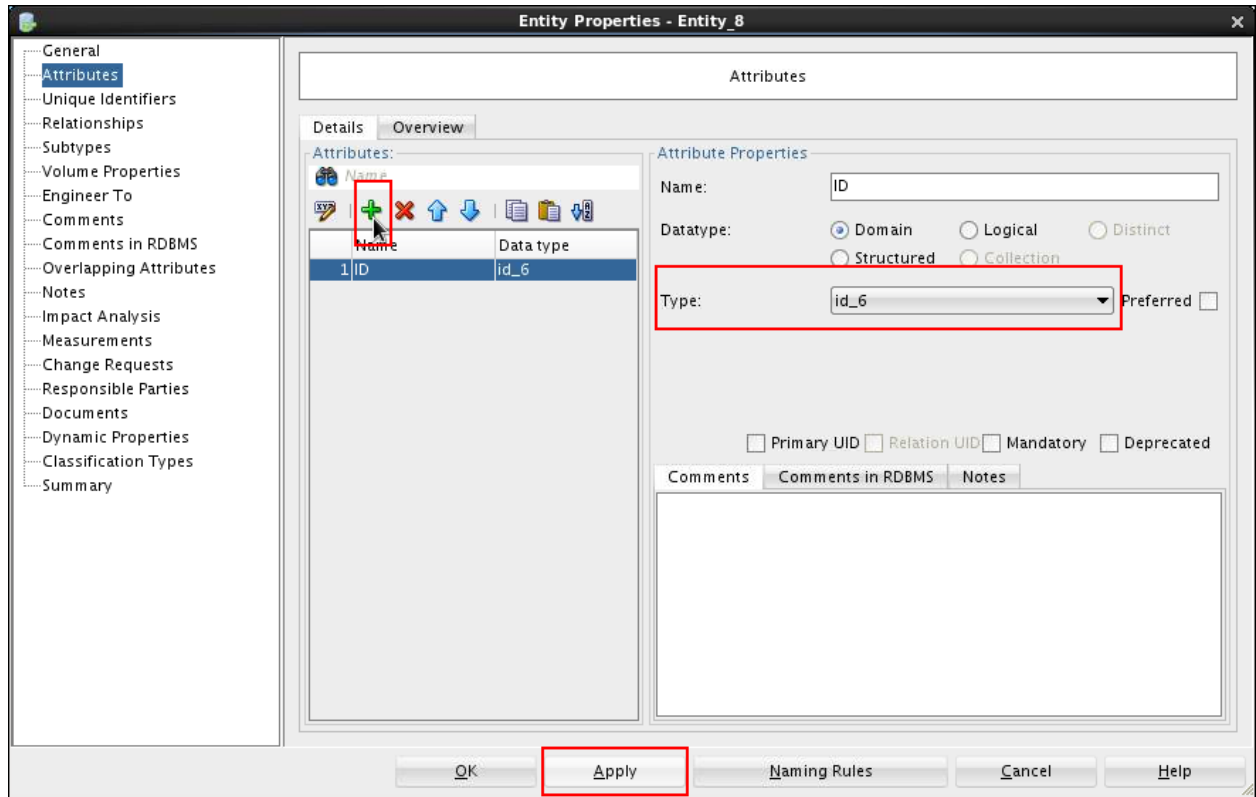 Entity Properties - Entity_8
General
Attributes
Unique Identifiers
Relationships
Subtypes
Volume Properties
Engineer To
Comments
Comments in RDBMS
Overlapping Attributes
Notes
Impact Analysis
Measurements
Change Requests
Responsible Parties
Documents
Dynamic Properties
Classification Types
Summary
Attributes
Details Overview
Attributes:
Name
Name Data type
1 ID id_6
Attribute Properties
Name: ID
Datatype: Domain Logical Distinct
Structured Collection
Type: id_6 Preferred
Primary UID Relation UID Mandatory Deprecated
Comments Comments in RDBMS Notes
OK Apply Naming Rules Cancel Help